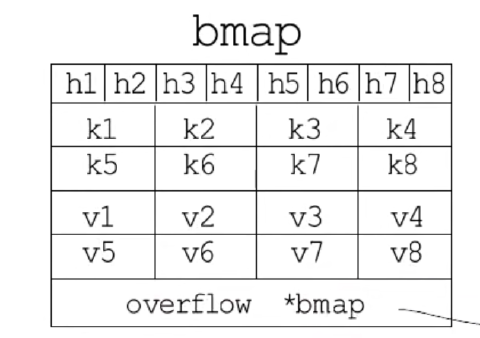 bmap
h1 h2 h3 h4 h5 h6 h7 h8
k1 k2 k3 k4
k5 k6 k7 k8
v1 v2 v3 v4
v5 v6 v7 v8
overflow *bmap